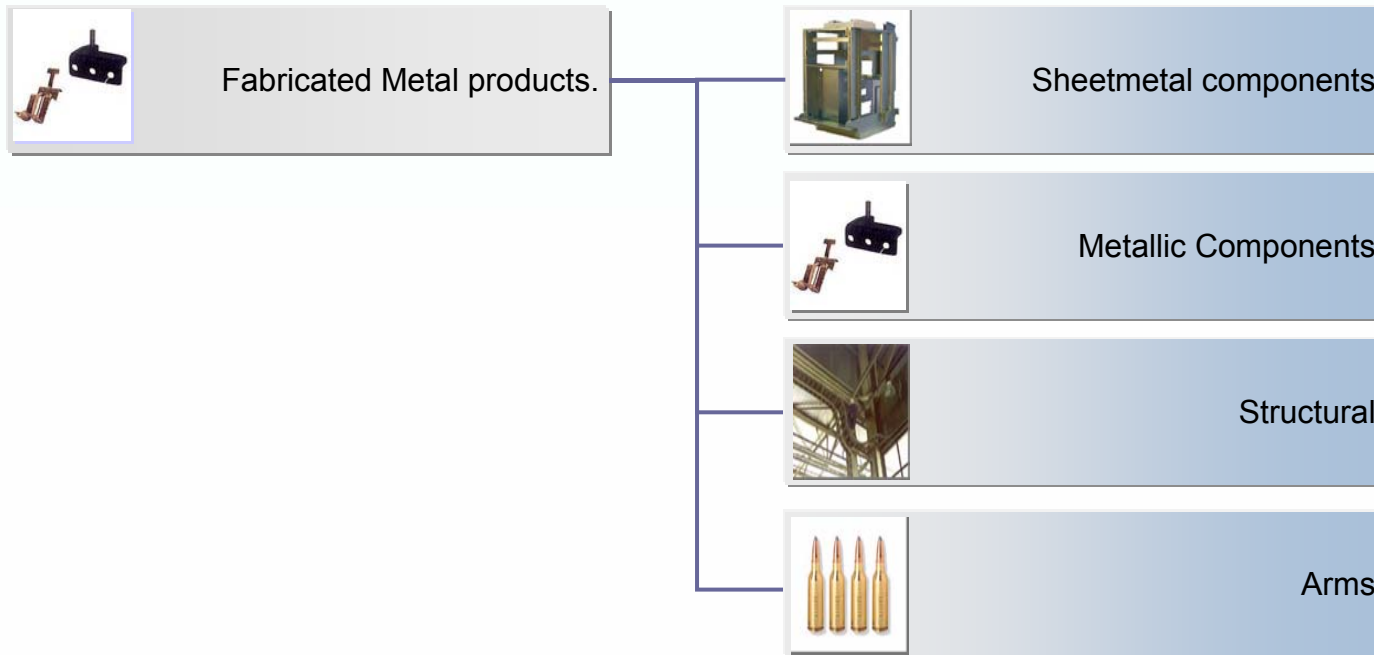 Fabricated Metal products.
Sheetmetal components
Metallic Components
Structural
Arms